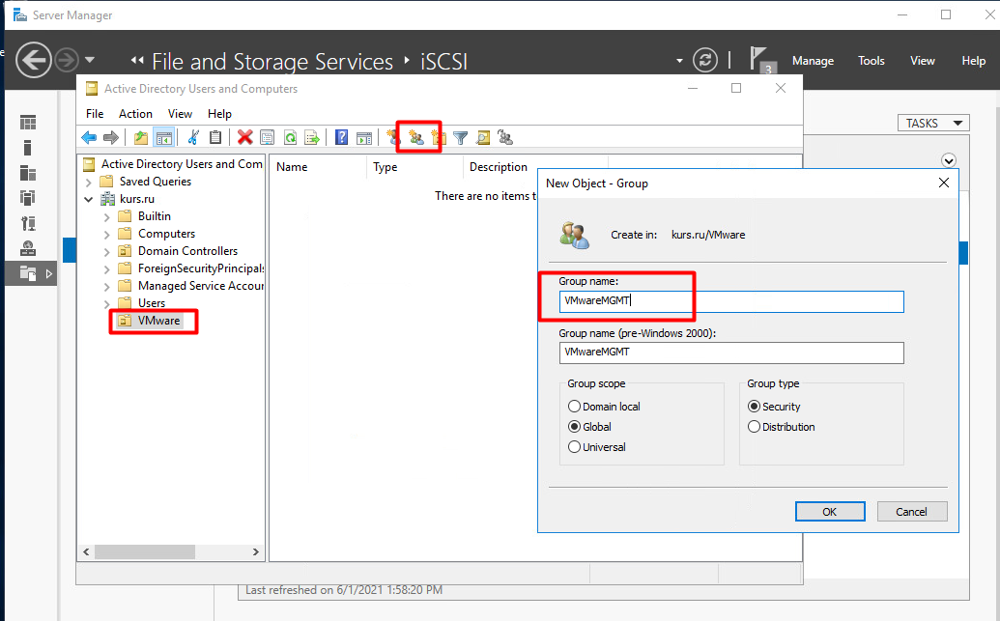 Server Manager
File and Storage Services
iSCSI
3
Manage
Tools
View
Help
Active Directory Users and Computers
File
Action
View
Help
TASKS
Active Directory Users and Com
Saved Queries
kurs.ru
Builtin
Computers
Domain Controllers
ForeignSecurityPrincipals
Managed Service Accour
Users
VMware
Name
Type
Description
There are no items t
New Object - Group
Create in:
kurs.ru/VMware
Group name:
VMwareMGMT
Group name (pre-Windows 2000):
VMwareMGMT
Group scope
Domain local
Global
Universal
Group type
Security
Distribution
OK
Cancel
Last refreshed on 6/1/2021 1:58:20 PM